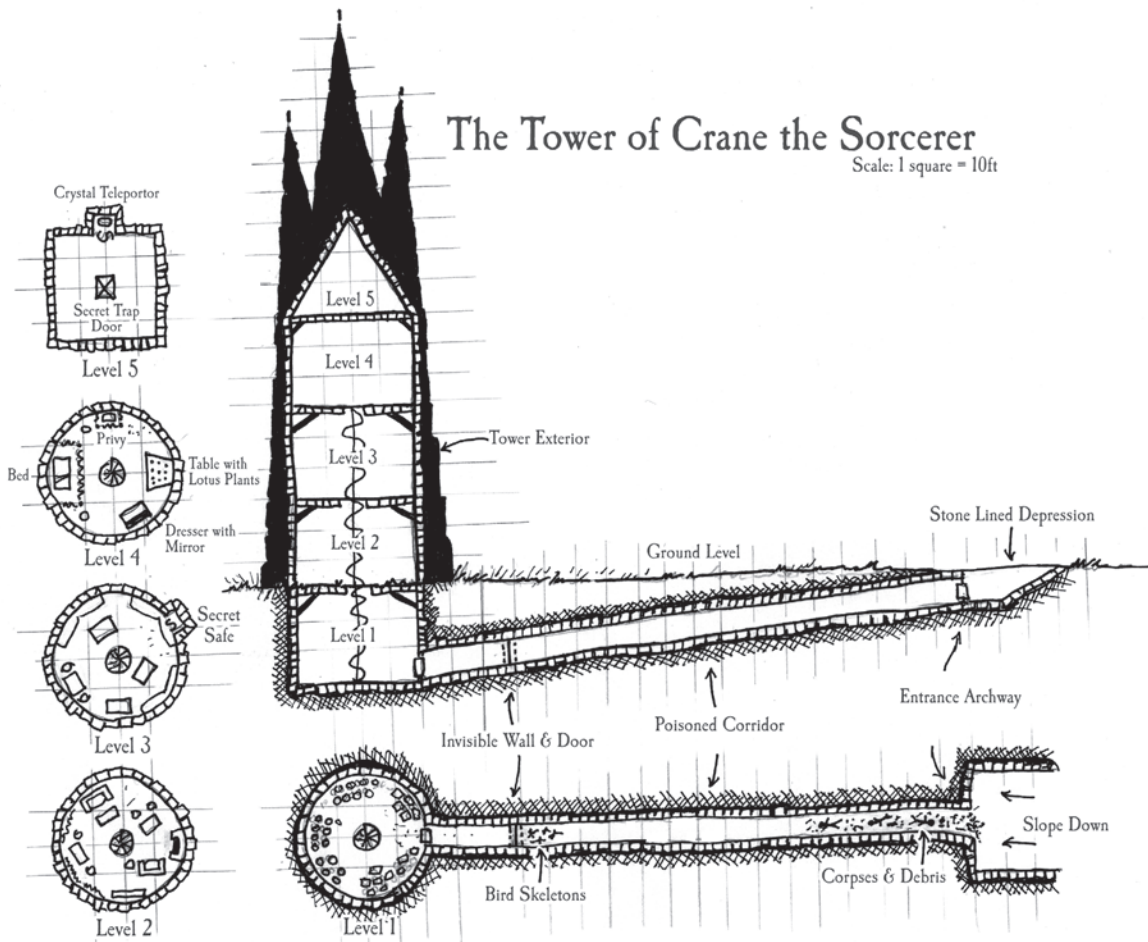 The Tower of Crane the Sorcerer
Scale: 1 square = 10ft
Crystal Teleportor
S
Secret Trap
Door
Level 5
Level 5
Level 4
Level 3
Level 2
Level 1
Tower Exterior
Privy
Bed
Table with
Lotus Plants
Dresser with
Mirror
Level 4
Ground Level
Stone Lined Depression
S
Secret
Safe
Level 3
Invisible Wall & Door
Poisoned Corridor
Entrance Archway
Slope Down
Bird Skeletons
Corpses & Debris
Level 2
Level 1